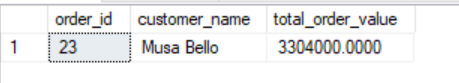 order_id customer_name total_order_value
1 23 Musa Bello 3304000.0000